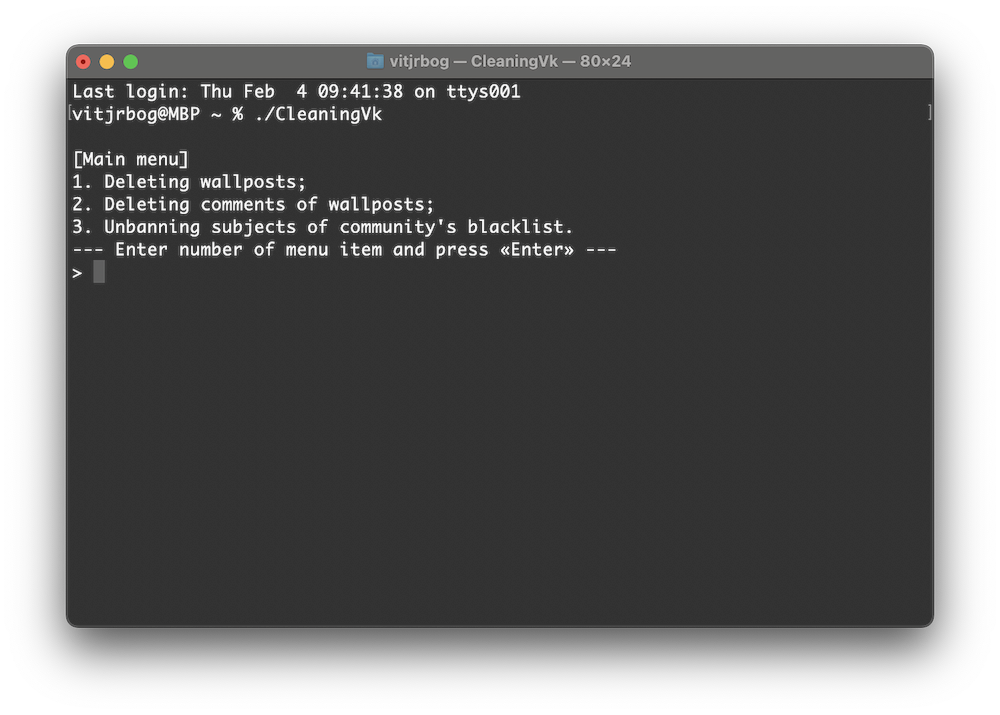 vitjrbog — CleaningVk — 80×24
Last login: Thu Feb  4 09:41:38 on ttys001
[vitjrbog@MBP ~ % ./CleaningVk ]
[Main menu]
1. Deleting wallposts;
2. Deleting comments of wallposts;
3. Unbanning subjects of community's blacklist.
--- Enter number of menu item and press «Enter» ---
>